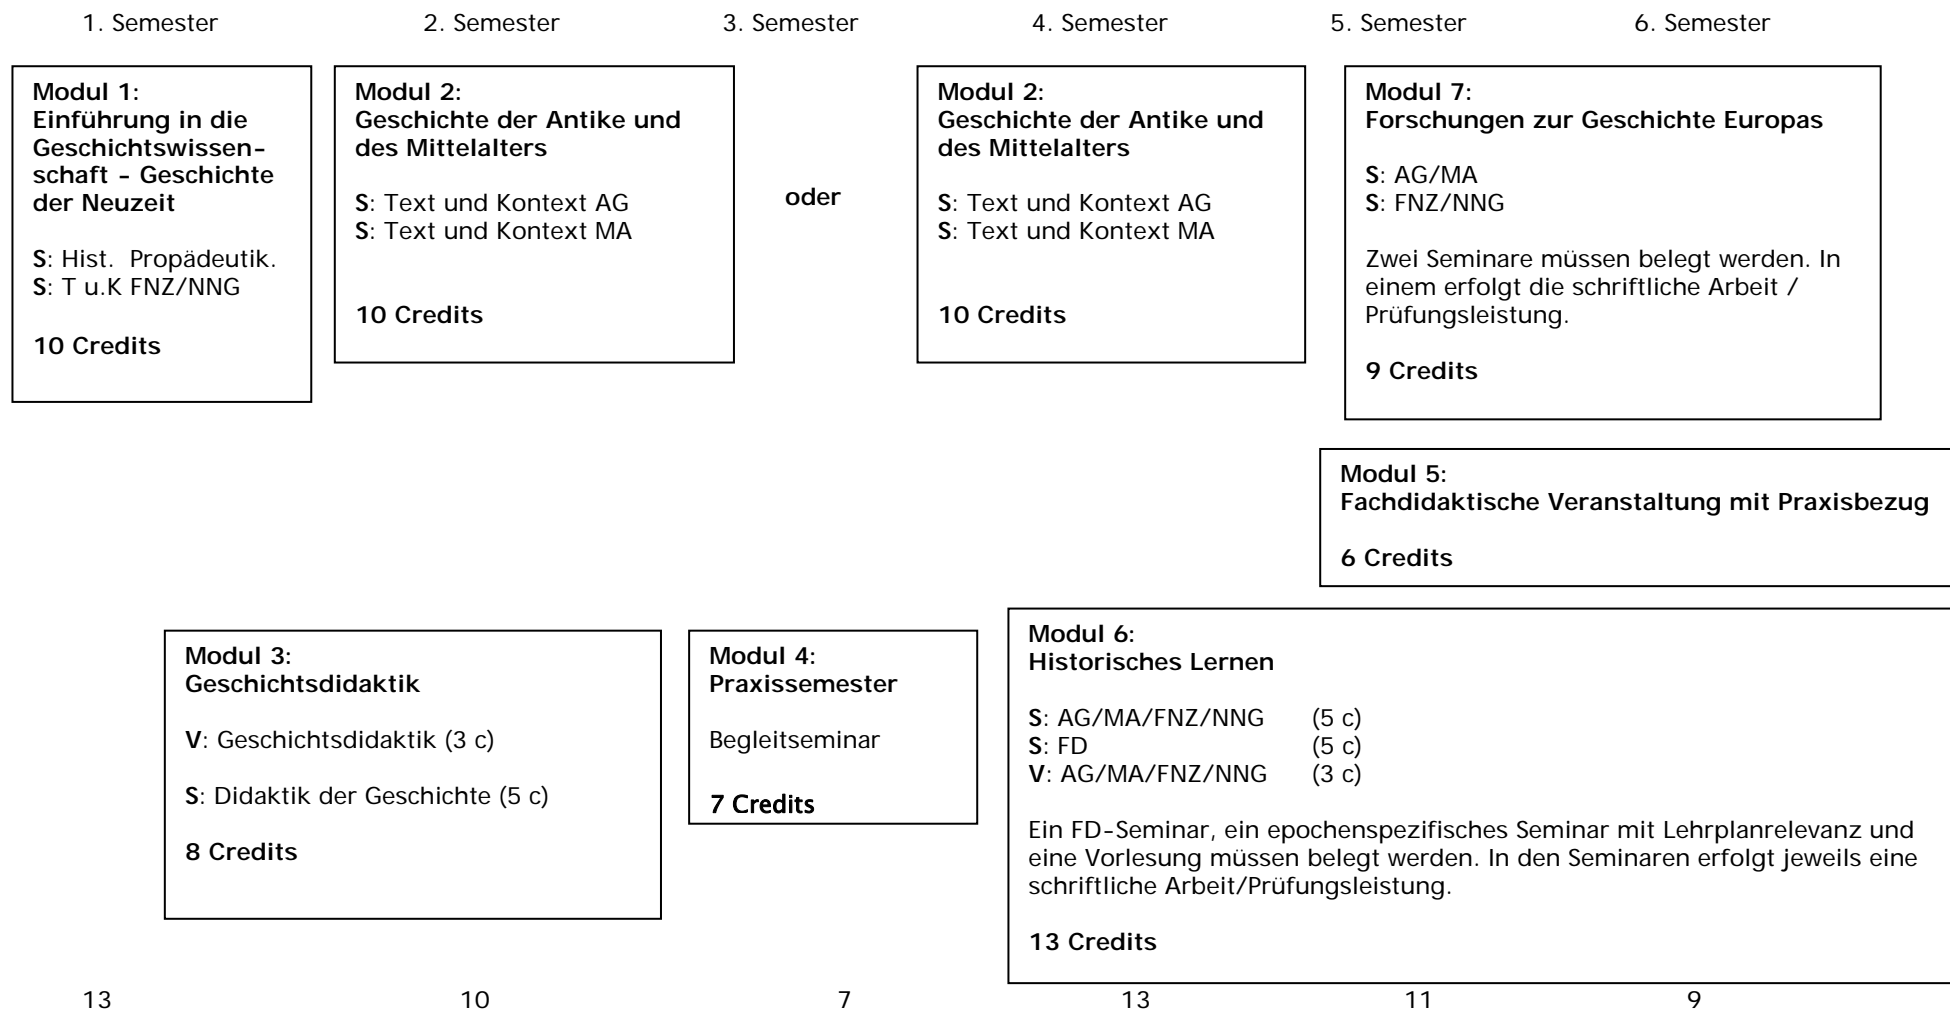 1. Semester 2. Semester 3. Semester 4. Semester 5. Semester 6. Semester
Modul 1:
Einführung in die
Geschichtswissen-
schaft - Geschichte
der Neuzeit
S: Hist. Propädeutik.
S: T u.K FNZ/NNG
10 Credits
Modul 2:
Geschichte der Antike und
des Mittelalters
S: Text und Kontext AG
S: Text und Kontext MA
10 Credits
oder
Modul 2:
Geschichte der Antike und
des Mittelalters
S: Text und Kontext AG
S: Text und Kontext MA
10 Credits
Modul 7:
Forschungen zur Geschichte Europas
S: AG/MA
S: FNZ/NNG
Zwei Seminare müssen belegt werden. In
einem erfolgt die schriftliche Arbeit /
Prüfungsleistung.
9 Credits
Modul 5:
Fachdidaktische Veranstaltung mit Praxisbezug
6 Credits
Modul 3:
Geschichtsdidaktik
V: Geschichtsdidaktik (3 c)
S: Didaktik der Geschichte (5 c)
8 Credits
Modul 4:
Praxissemester
Begleitseminar
7 Credits
Modul 6:
Historisches Lernen
S: AG/MA/FNZ/NNG (5 c)
S: FD (5 c)
V: AG/MA/FNZ/NNG (3 c)
Ein FD-Seminar, ein epochenspezifisches Seminar mit Lehrplanrelevanz und
eine Vorlesung müssen belegt werden. In den Seminaren erfolgt jeweils eine
schriftliche Arbeit/Prüfungsleistung.
13 Credits
13 10 7 13 11 9